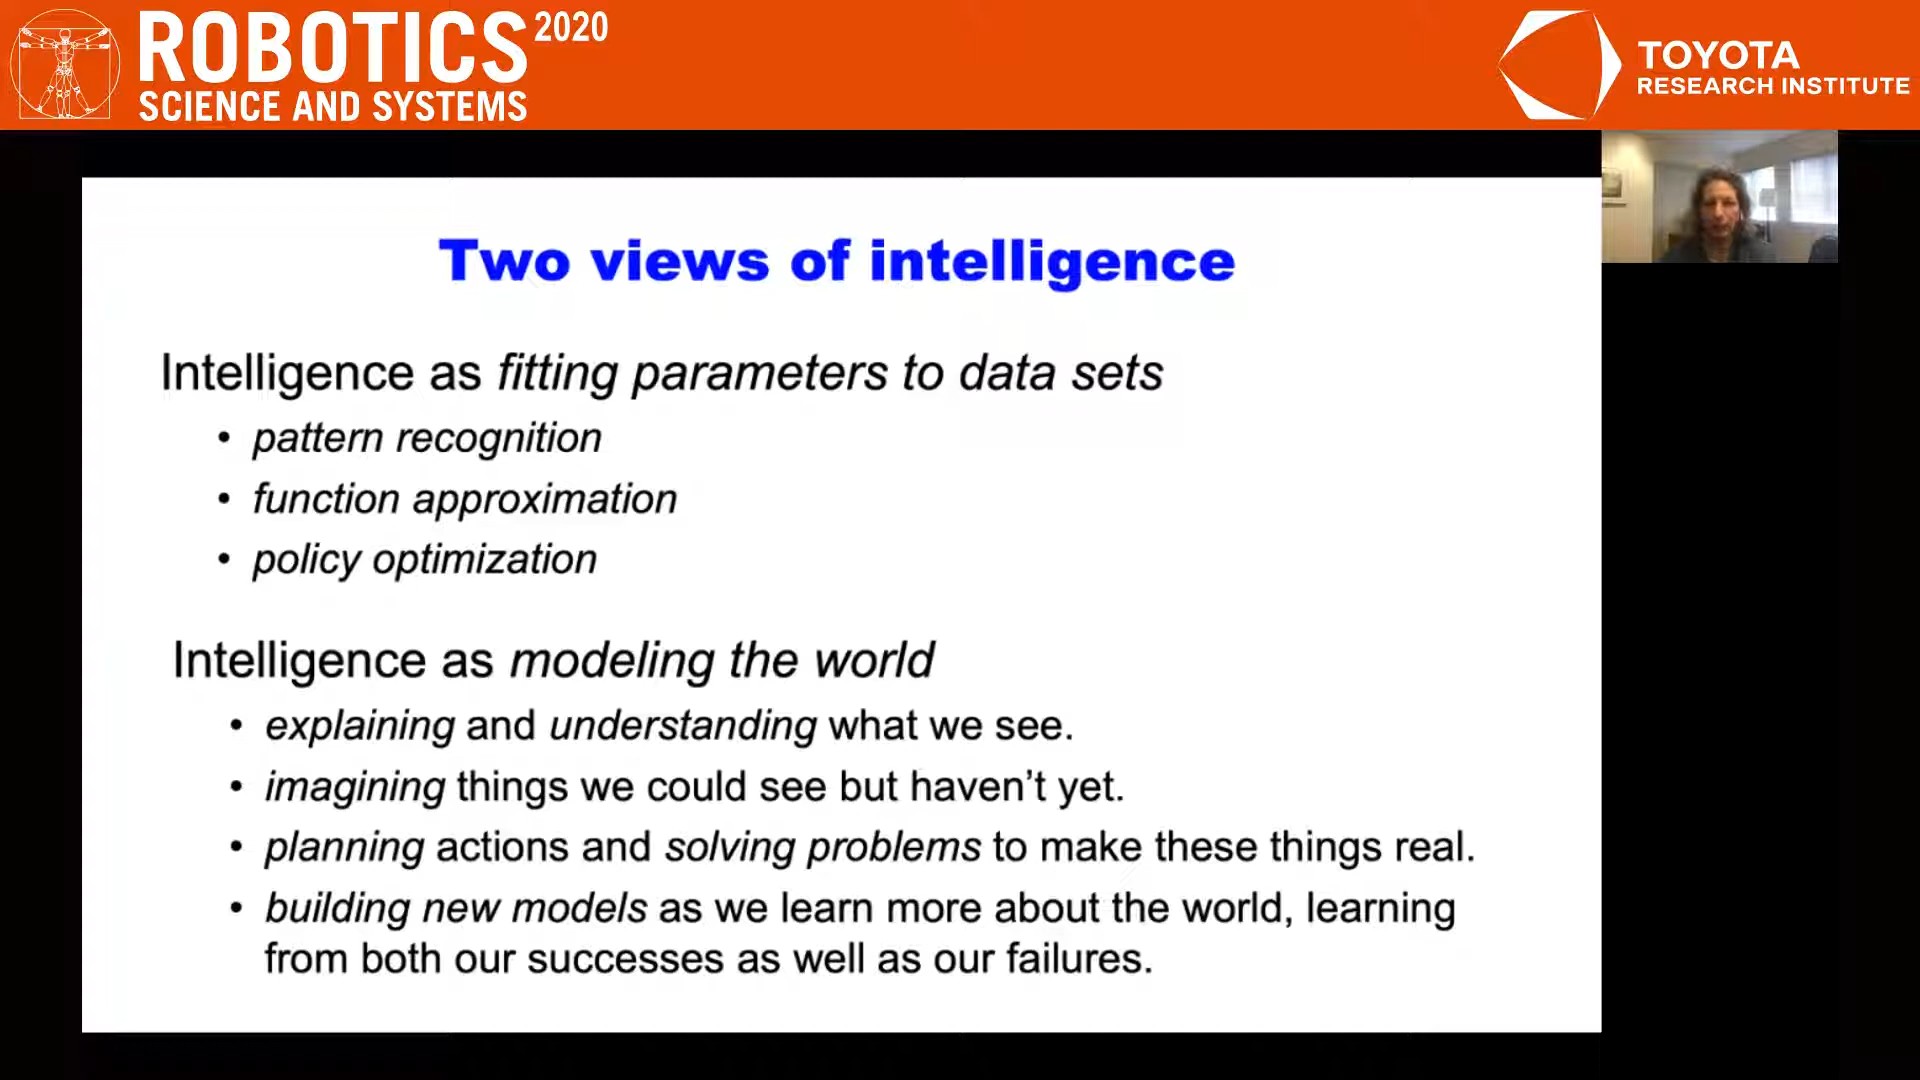 ROBOTICS 2020
SCIENCE AND SYSTEMS
TOYOTA
RESEARCH INSTITUTE
Two views of intelligence
Intelligence as fitting parameters to data sets
• pattern recognition
• function approximation
• policy optimization
Intelligence as modeling the world
• explaining and understanding what we see.
• imagining things we could see but haven’t yet.
• planning actions and solving problems to make these things real.
• building new models as we learn more about the world, learning
from both our successes as well as our failures.